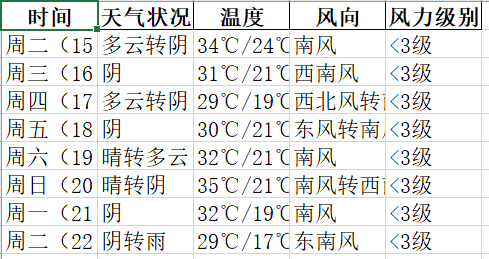 时间 天气状况 温度 风向 风力级别
周二（15 多云转阴 34℃/24℃ 南风 <3级
周三（16 阴 31℃/21℃ 西南风 <3级
周四（17 多云转阴 29℃/19℃ 西北风转南 <3级
周五（18 阴 30℃/21℃ 东风转南风 <3级
周六（19 晴转多云 32℃/21℃ 南风 <3级
周日（20 晴转阴 35℃/21℃ 南风转西南 <3级
周一（21 阴 32℃/19℃ 南风 <3级
周二（22 阴转雨 29℃/17℃ 东南风 <3级